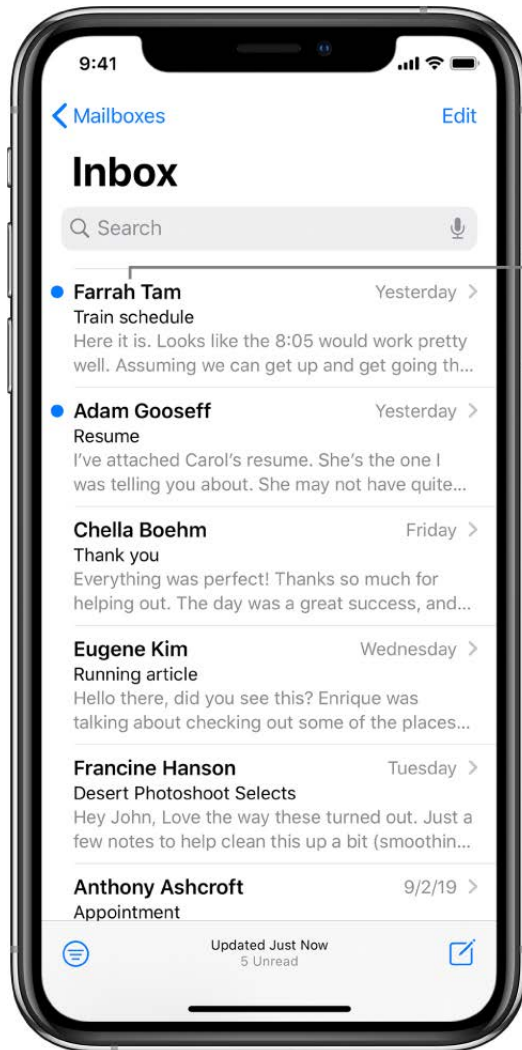 9:41
Mailboxes
Edit
Inbox
Search
Farrah Tam
Yesterday
Train schedule
Here it is. Looks like the 8:05 would work pretty
well. Assuming we can get up and get going th...
Adam Gooseff
Yesterday
Resume
I've attached Carol's resume. She's the one I
was telling you about. She may not have quite...
Chella Boehm
Friday
Thank you
Everything was perfect! Thanks so much for
helping out. The day was a great success, and...
Eugene Kim
Wednesday
Running article
Hello there, did you see this? Enrique was
talking about checking out some of the places...
Francine Hanson
Tuesday
Desert Photoshoot Selects
Hey John, Love the way these turned out. Just a
few notes to help clean this up a bit (smoothin...
Anthony Ashcroft
9/2/19
Appointment
Updated Just Now
5 Unread